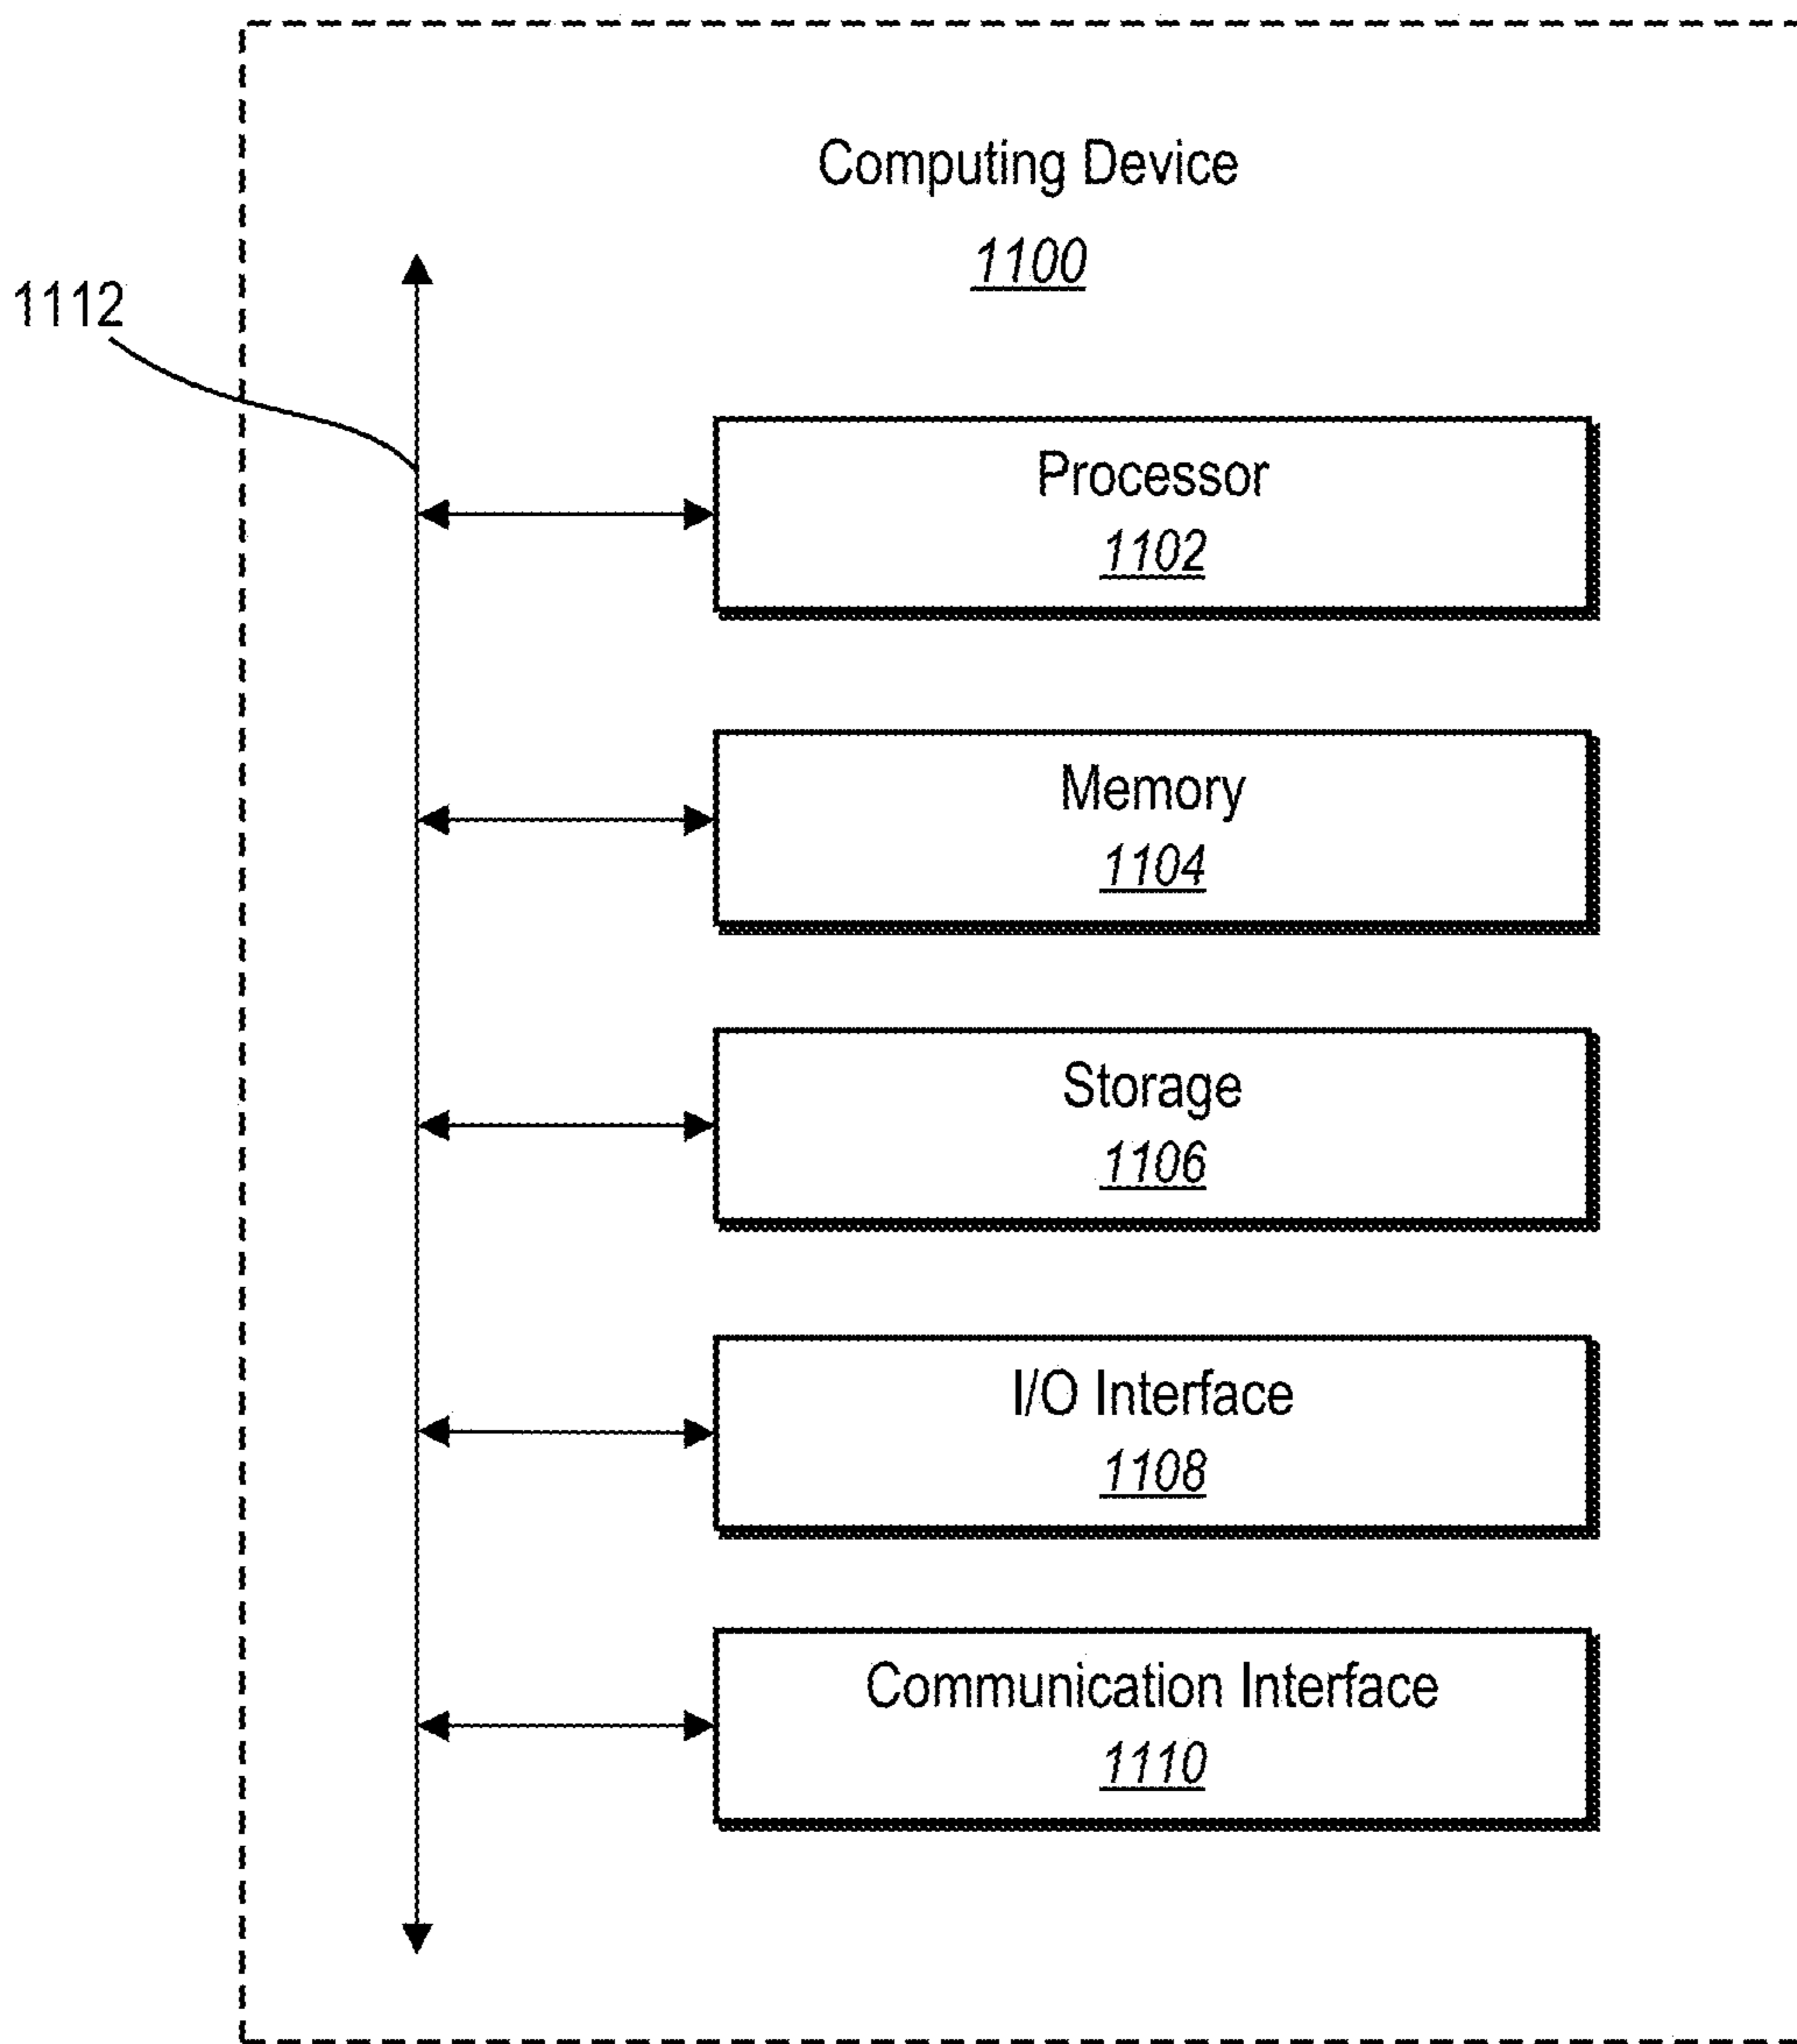 Computing Device
1100
1112
Processor
1102
Memory
1104
Storage
1106
I/O Interface
1108
Communication Interface
1110